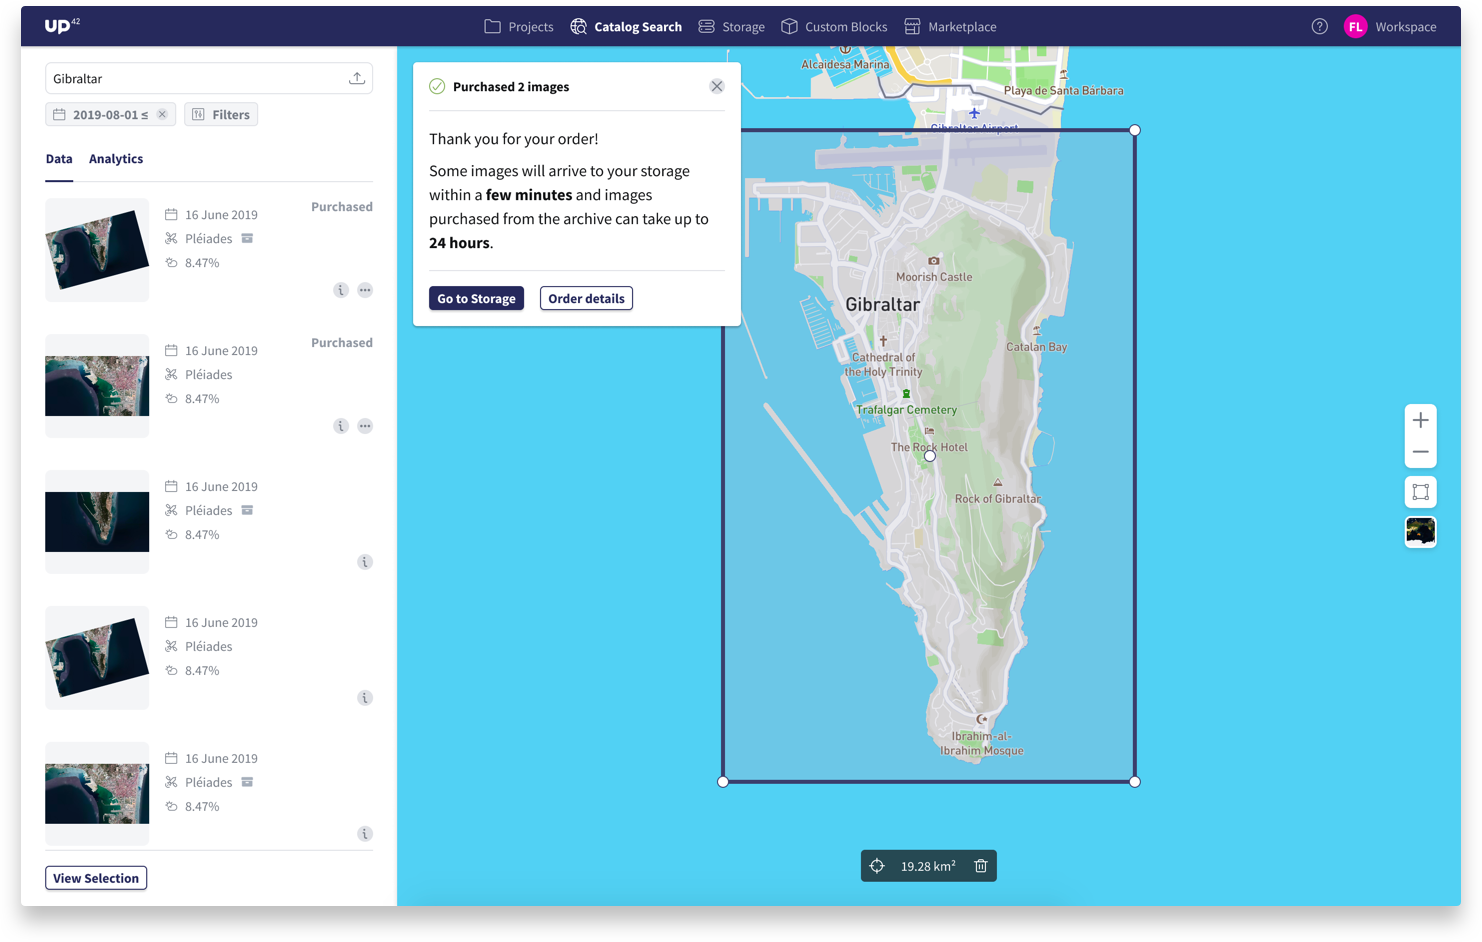 UP42
Projects
Catalog Search
Storage
Custom Blocks
Marketplace
FL
Workspace
Gibraltar
2019-08-01 ≤
Filters
Data
Analytics
16 June 2019
Purchased
Pléiades
8.47%
16 June 2019
Purchased
Pléiades
8.47%
16 June 2019
Pléiades
8.47%
16 June 2019
Pléiades
8.47%
16 June 2019
Pléiades
8.47%
View Selection
Purchased 2 images
Thank you for your order!
Some images will arrive to your storage
within a few minutes and images
purchased from the archive can take up to
24 hours.
Go to Storage
Order details
Alcaidesa Marina
Playa de Santa Bárbara
Gibraltar Airport
Moorish Castle
Gibraltar
Catalan Bay
Cathedral of
the Holy Trinity
Trafalgar Cemetery
The Rock Hotel
Rock of Gibraltar
Ibrahim-al-
Ibrahim Mosque
19.28 km²